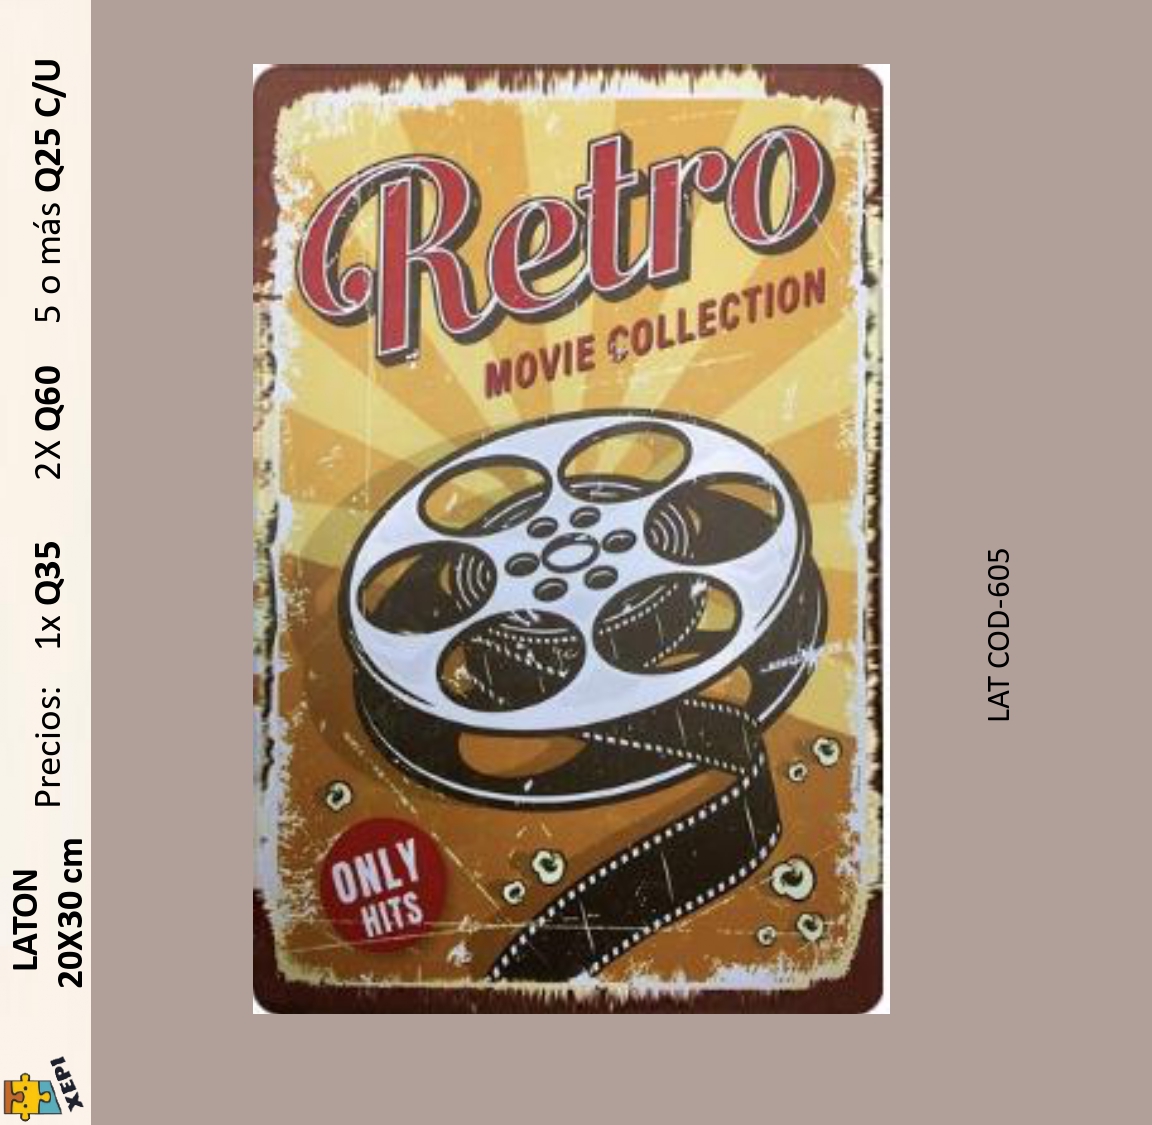 LATON
20X30 cm
Precios: 1x Q35 2X Q60 5 o más Q25 C/U
XEPI
Retro
MOVIE COLLECTION
ONLY
HITS
LAT COD-605